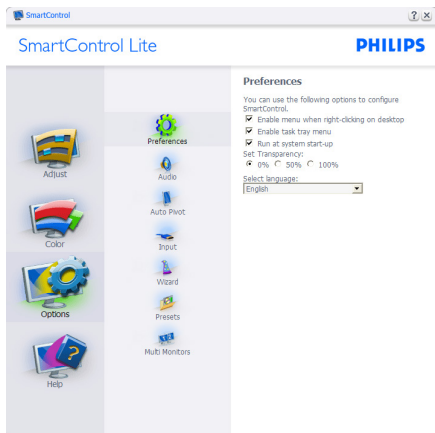 SmartControl
SmartControl Lite
PHILIPS
Adjust
Color
Options
Help
Preferences
Audio
Auto Pivot
Input
Wizard
Presets
Multi Monitors
Preferences
You can use the following options to configure
SmartControl.
Enable menu when right-clicking on desktop
Enable task tray menu
Run at system start-up
Set Transparency:
0% 50% 100%
Select language:
English